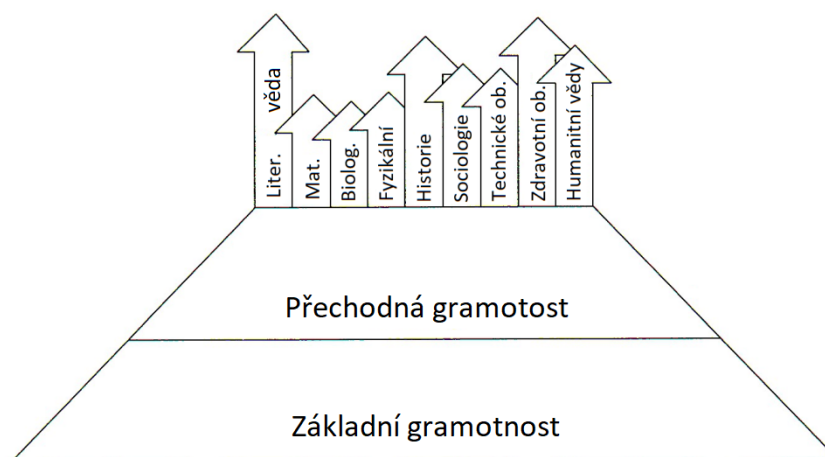 Liter. věda
Mat.
Biolog.
Fyzikální
Historie
Sociologie
Technické ob.
Zdravotní ob.
Humanitní vědy
Přechodná gramotost
Základní gramotnost